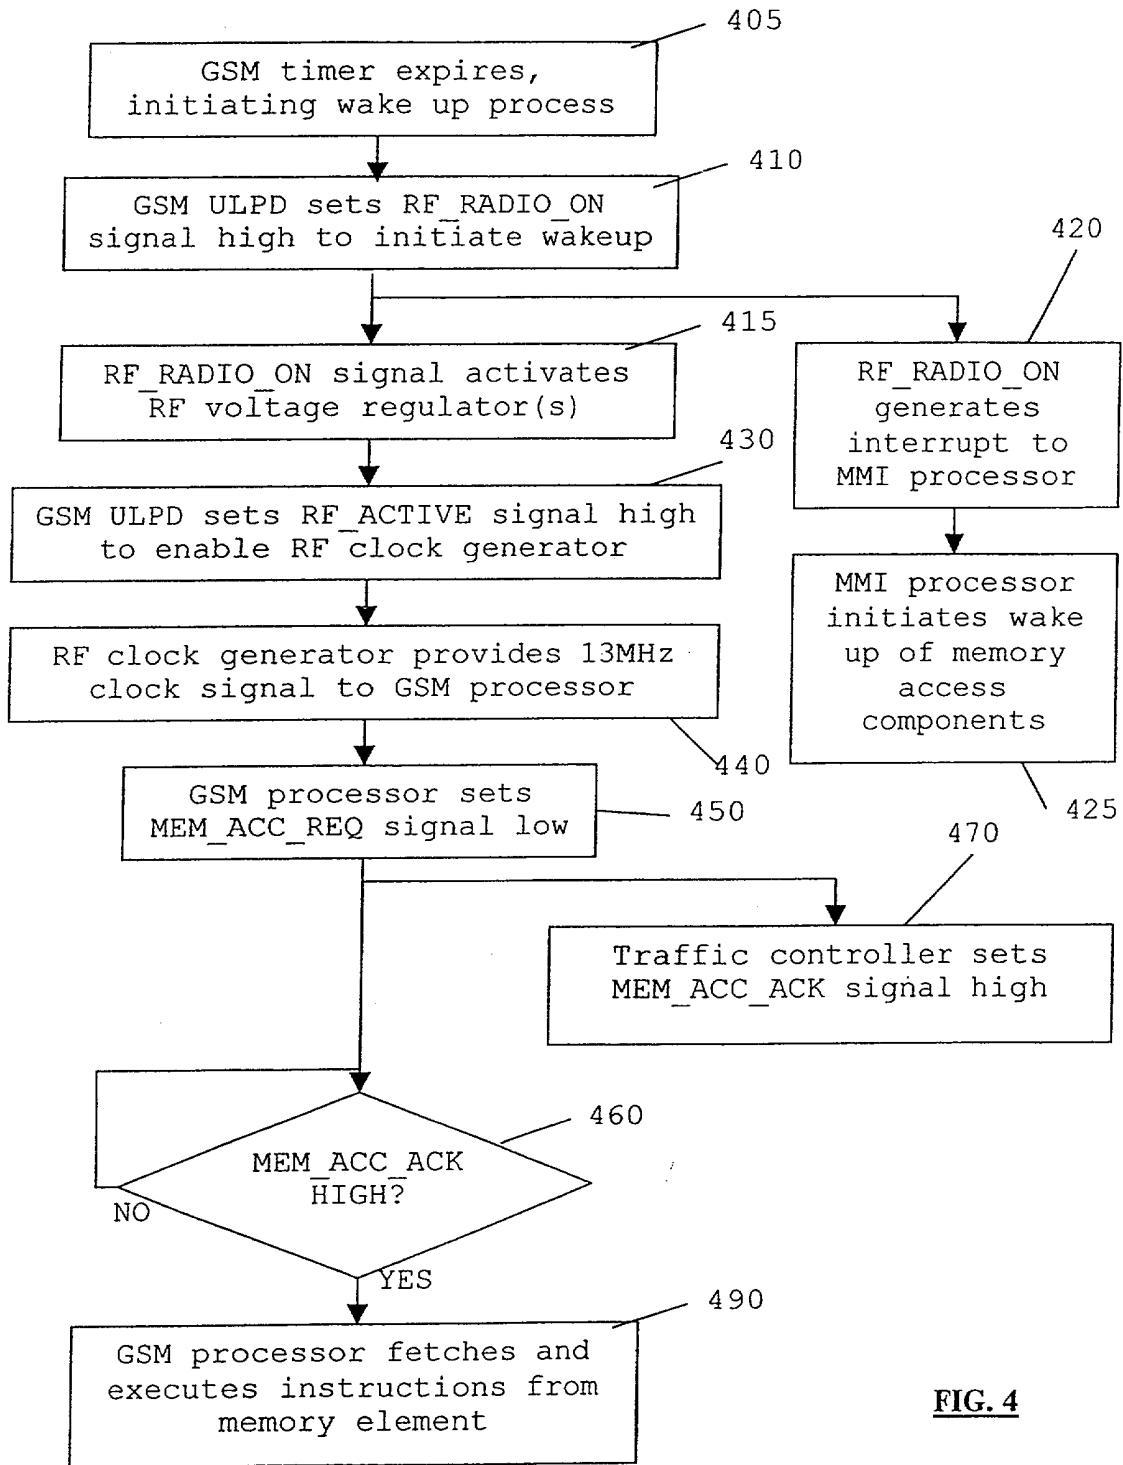 405
GSM timer expires,
initiating wake up process
410
GSM ULPD sets RF_RADIO_ON
signal high to initiate wakeup
420
415
RF_RADIO_ON signal activates
RF voltage regulator(s)
RF_RADIO_ON
generates
interrupt to
MMI processor
430
GSM ULPD sets RF_ACTIVE signal high
to enable RF clock generator
MMI processor
initiates wake
up of memory
access
components
RF clock generator provides 13MHz
clock signal to GSM processor
440
425
GSM processor sets
MEM_ACC_REQ signal low
450
470
Traffic controller sets
MEM_ACC_ACK signal high
460
MEM_ACC_ACK
HIGH?
NO
YES
490
GSM processor fetches and
executes instructions from
memory element
FIG. 4